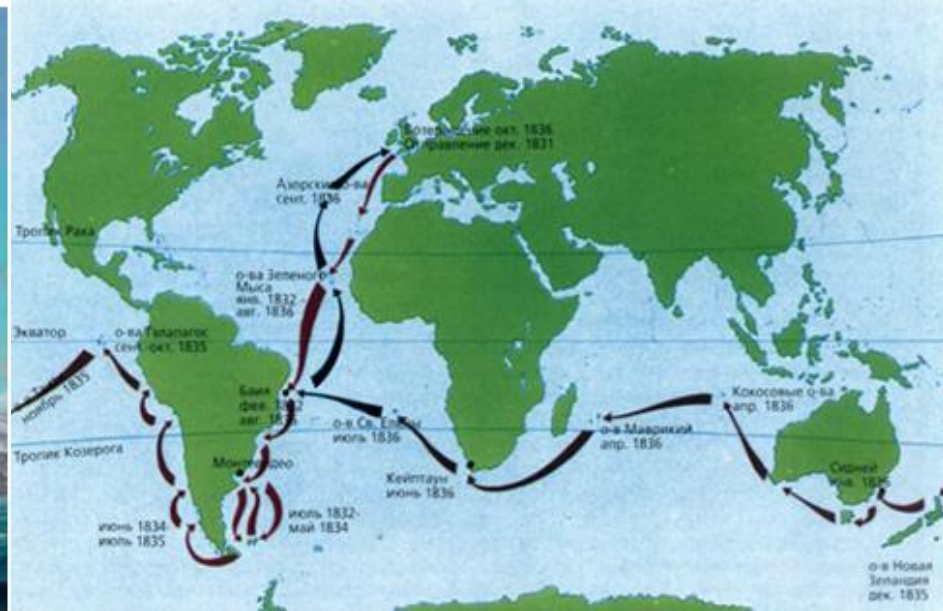 Возвращение окт. 1836
Отправление дек. 1831
Азорские о-ва
сент. 1836
Тропик Рака
о-ва Зеленого
Мыса
янв. 1832 -
авг. 1836
Экватор
о-ва Галапагос
сент.-окт. 1835
ноябрь 1835
Баия
фев. 1832
авг. 1836
о-в Св. Елены
июль 1836
Кокосовые о-ва
апр. 1836
о-в Маврикий
апр. 1836
Тропик Козерога
Монтевидео
Кейптаун
июнь 1836
Сидней
янв. 1836
июнь 1834-
июль 1835
июль 1832-
май 1834
о-в Новая
Зеландия
дек. 1835